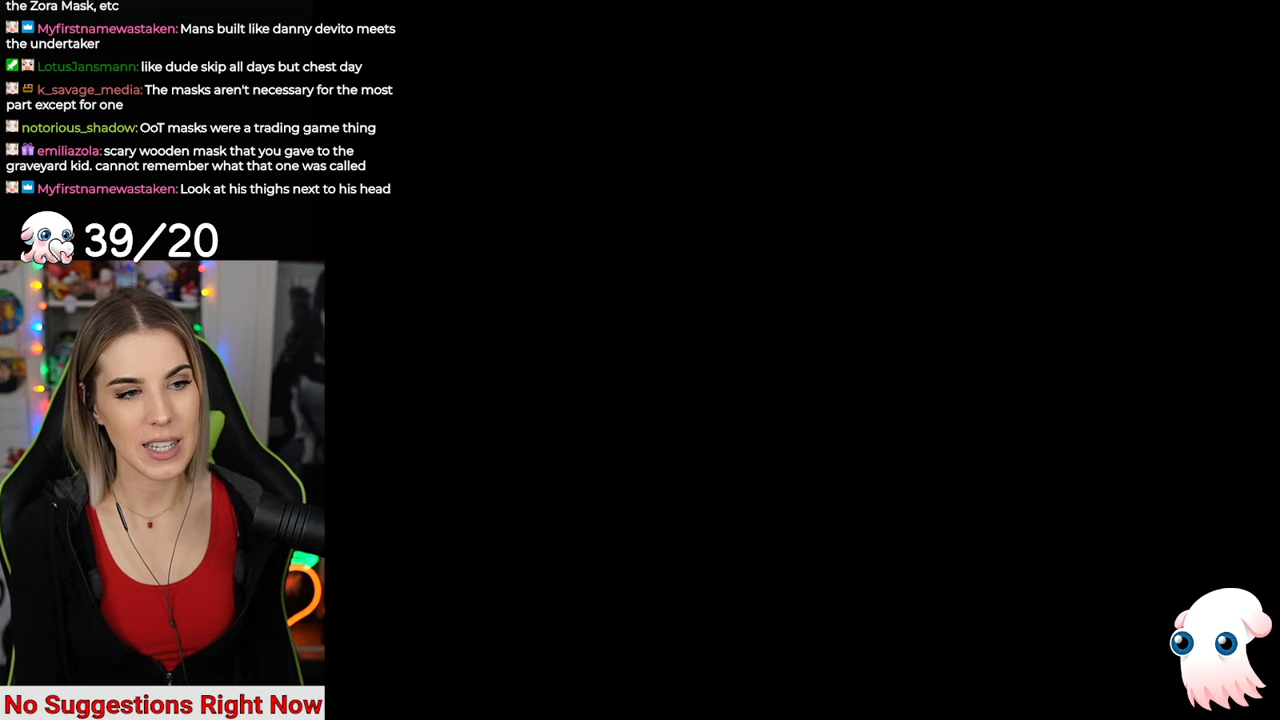 the Zora Mask, etc
Myfirstnamewastaken: Mans built like danny devito meets
the undertaker
LotusJansmann: like dude skip all days but chest day
k_savage_media: The masks aren't necessary for the most
part except for one
notorious_shadow: OoT masks were a trading game thing
emiliazola: scary wooden mask that you gave to the
graveyard kid. cannot remember what that one was called
Myfirstnamewastaken: Look at his thighs next to his head
39/20
No Suggestions Right Now